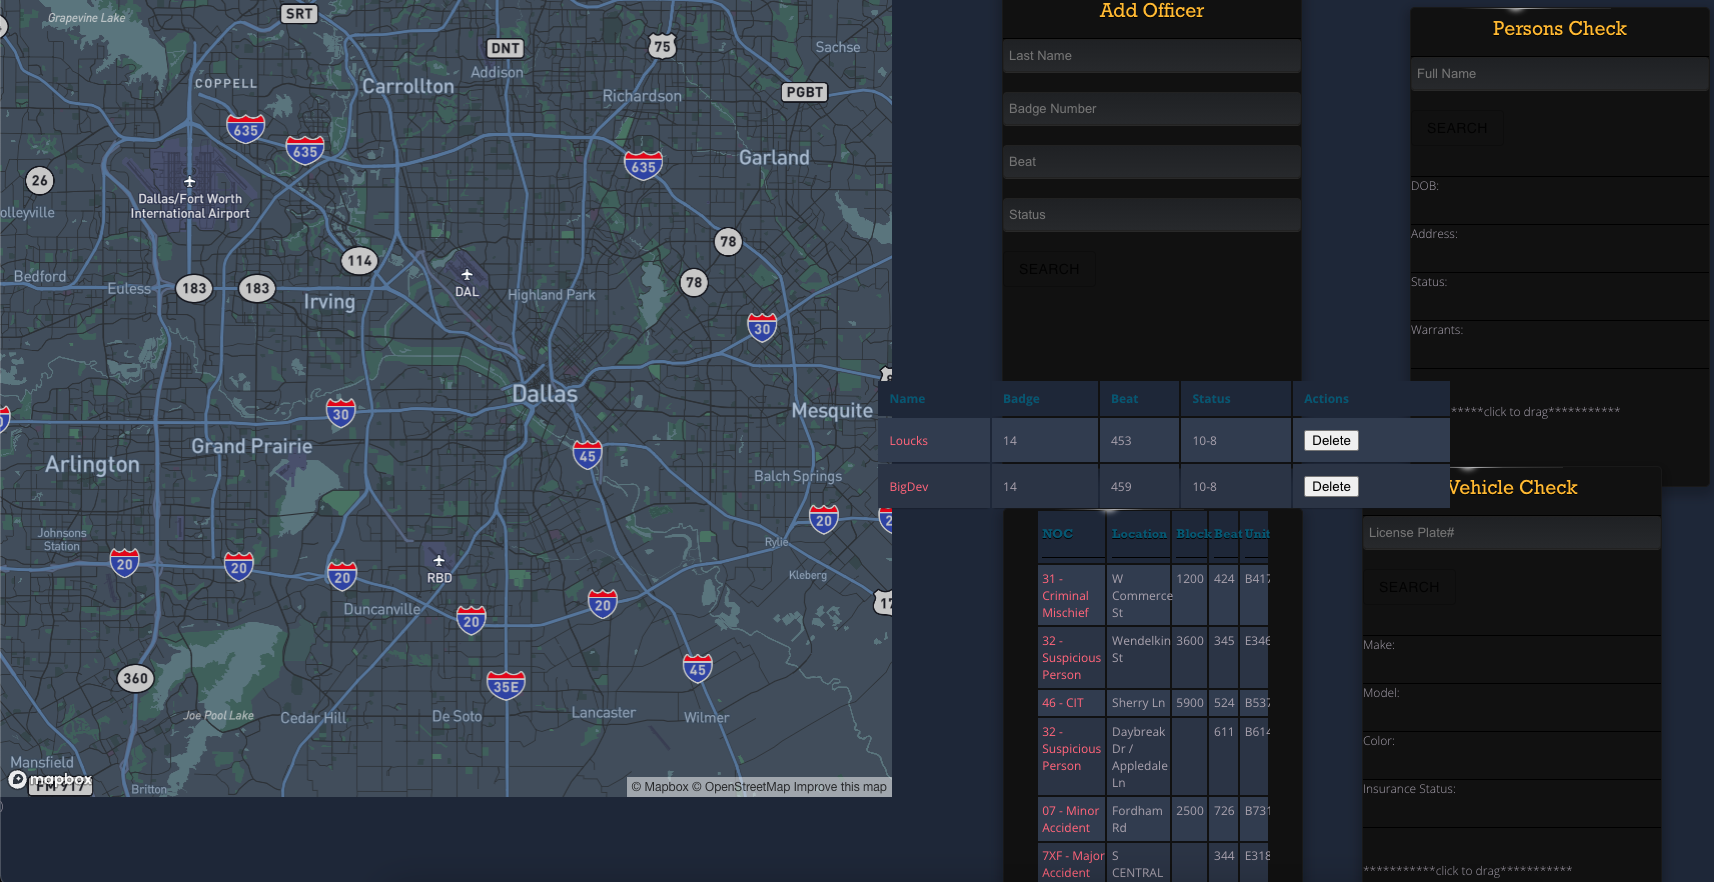 Grapevine Lake
SRT
DNT
75
Sachse
Addison
COPPELL
Carrollton
Richardson
PGBT
635
635
635
Garland
26
Dallas/Fort Worth
International Airport
olleyville
78
114
DAL
78
Bedford
Euless
183
183
Irving
Highland Park
30
Dallas
30
Mesquite
Grand Prairie
Arlington
45
Balch Springs
20
2
Johnsons
Station
Rylie
20
20
20
RBD
Kleberg
Duncanville
20
20
17
360
45
35E
Joe Pool Lake
Cedar Hill
De Soto
Lancaster
Wilmer
Mansfield
mapbox
FM 917
Britton
© Mapbox © OpenStreetMap Improve this map
Add Officer
Last Name
Badge Number
Beat
Status
SEARCH
Persons Check
Full Name
SEARCH
DOB:
Address:
Status:
Warrants:
*****click to drag***********
Name Badge Beat Status Actions
Loucks 14 453 10-8 Delete
BigDev 14 459 10-8 Delete
NOC Location Block Beat Unit
31 - W 1200 424 B417
Criminal Commerce
Mischief St
32 - Wendelkin 3600 345 E346
Suspicious St
Person
46 - CIT Sherry Ln 5900 524 B537
32 - Daybreak 611 B614
Suspicious Dr /
Person Appledale
Ln
07 - Minor Fordham 2500 726 B731
Accident Rd
7XF - Major S 344 E318
Accident CENTRAL
Vehicle Check
License Plate#
SEARCH
Make:
Model:
Color:
Insurance Status:
***********click to drag***********